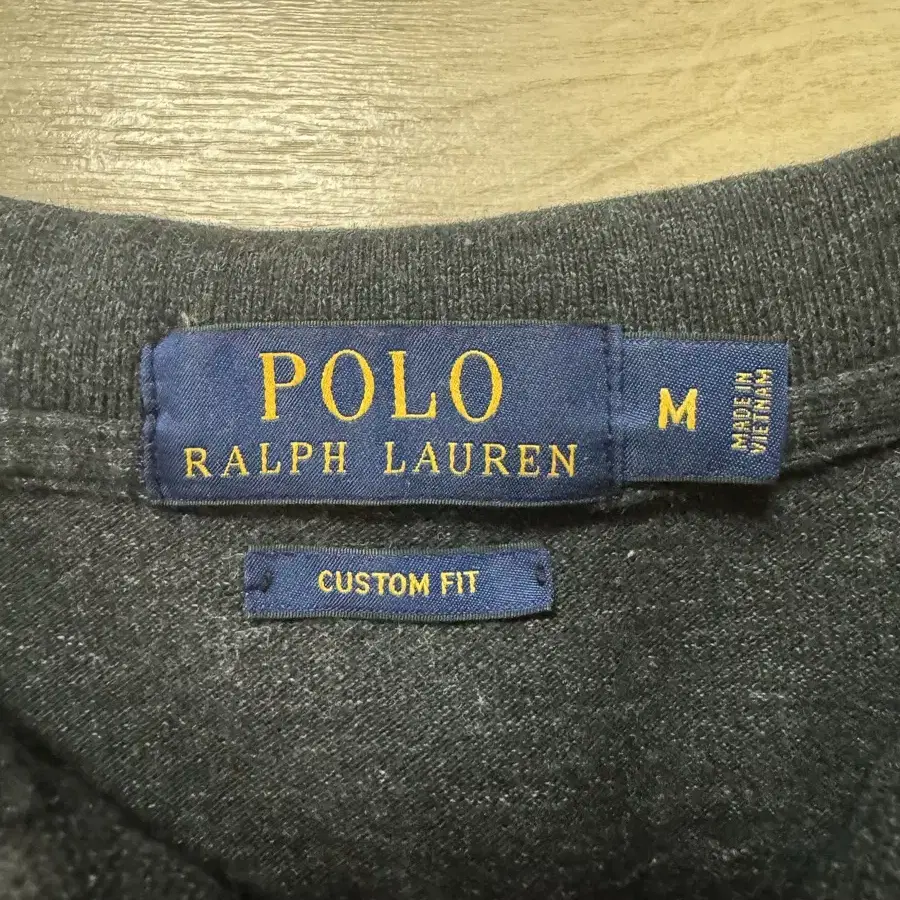 POLO
RALPH LAUREN
M
MADE IN
VIETNAM
CUSTOM FIT